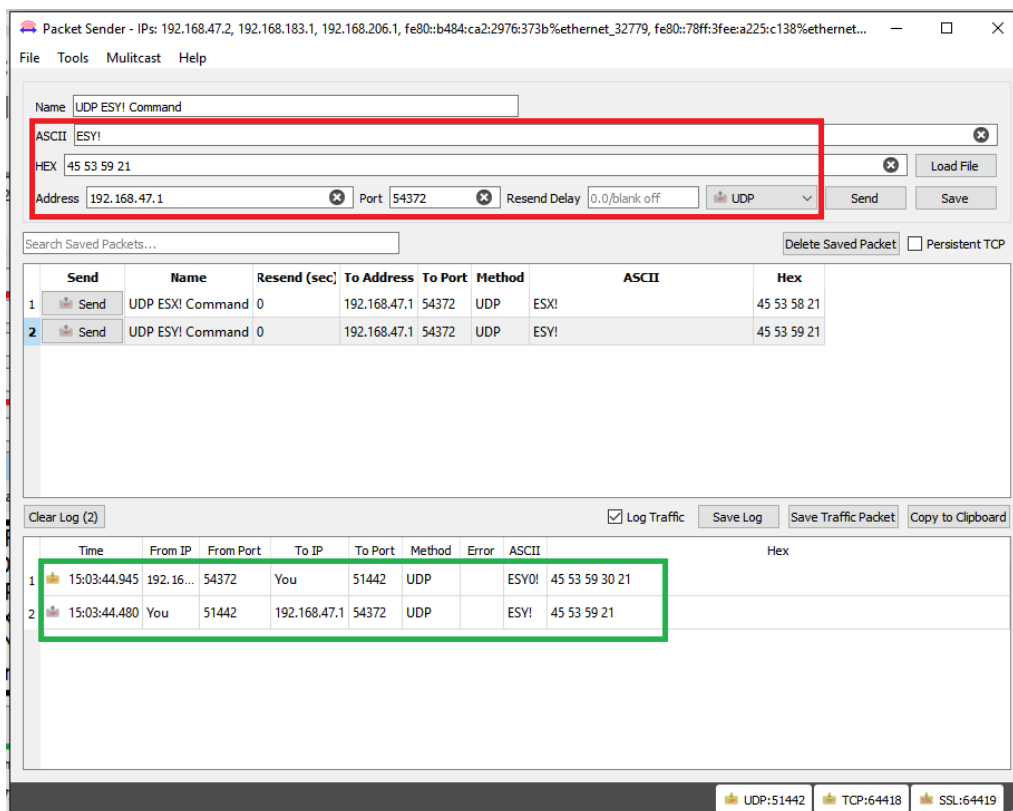 Packet Sender - IPs: 192.168.47.2, 192.168.183.1, 192.168.206.1, fe80::b484:ca2:2976:373b%ethernet_32779, fe80::78ff:3fee:a225:c138%ethernet...
File Tools Mulitcast Help
Name UDP ESY! Command
ASCII ESY!
HEX 45 53 59 21 Load File
Address 192.168.47.1 Port 54372 Resend Delay 0.0/blank off UDP Send Save
Search Saved Packets... Delete Saved Packet Persistent TCP
Send Name Resend (sec) To Address To Port Method ASCII Hex
1 Send UDP ESX! Command 0 192.168.47.1 54372 UDP ESX! 45 53 58 21
2 Send UDP ESY! Command 0 192.168.47.1 54372 UDP ESY! 45 53 59 21
Clear Log (2) Log Traffic Save Log Save Traffic Packet Copy to Clipboard
Time From IP From Port To IP To Port Method Error ASCII Hex
1 15:03:44.945 192.16... 54372 You 51442 UDP ESY0! 45 53 59 30 21
2 15:03:44.480 You 51442 192.168.47.1 54372 UDP ESY! 45 53 59 21
UDP:51442 TCP:64418 SSL:64419